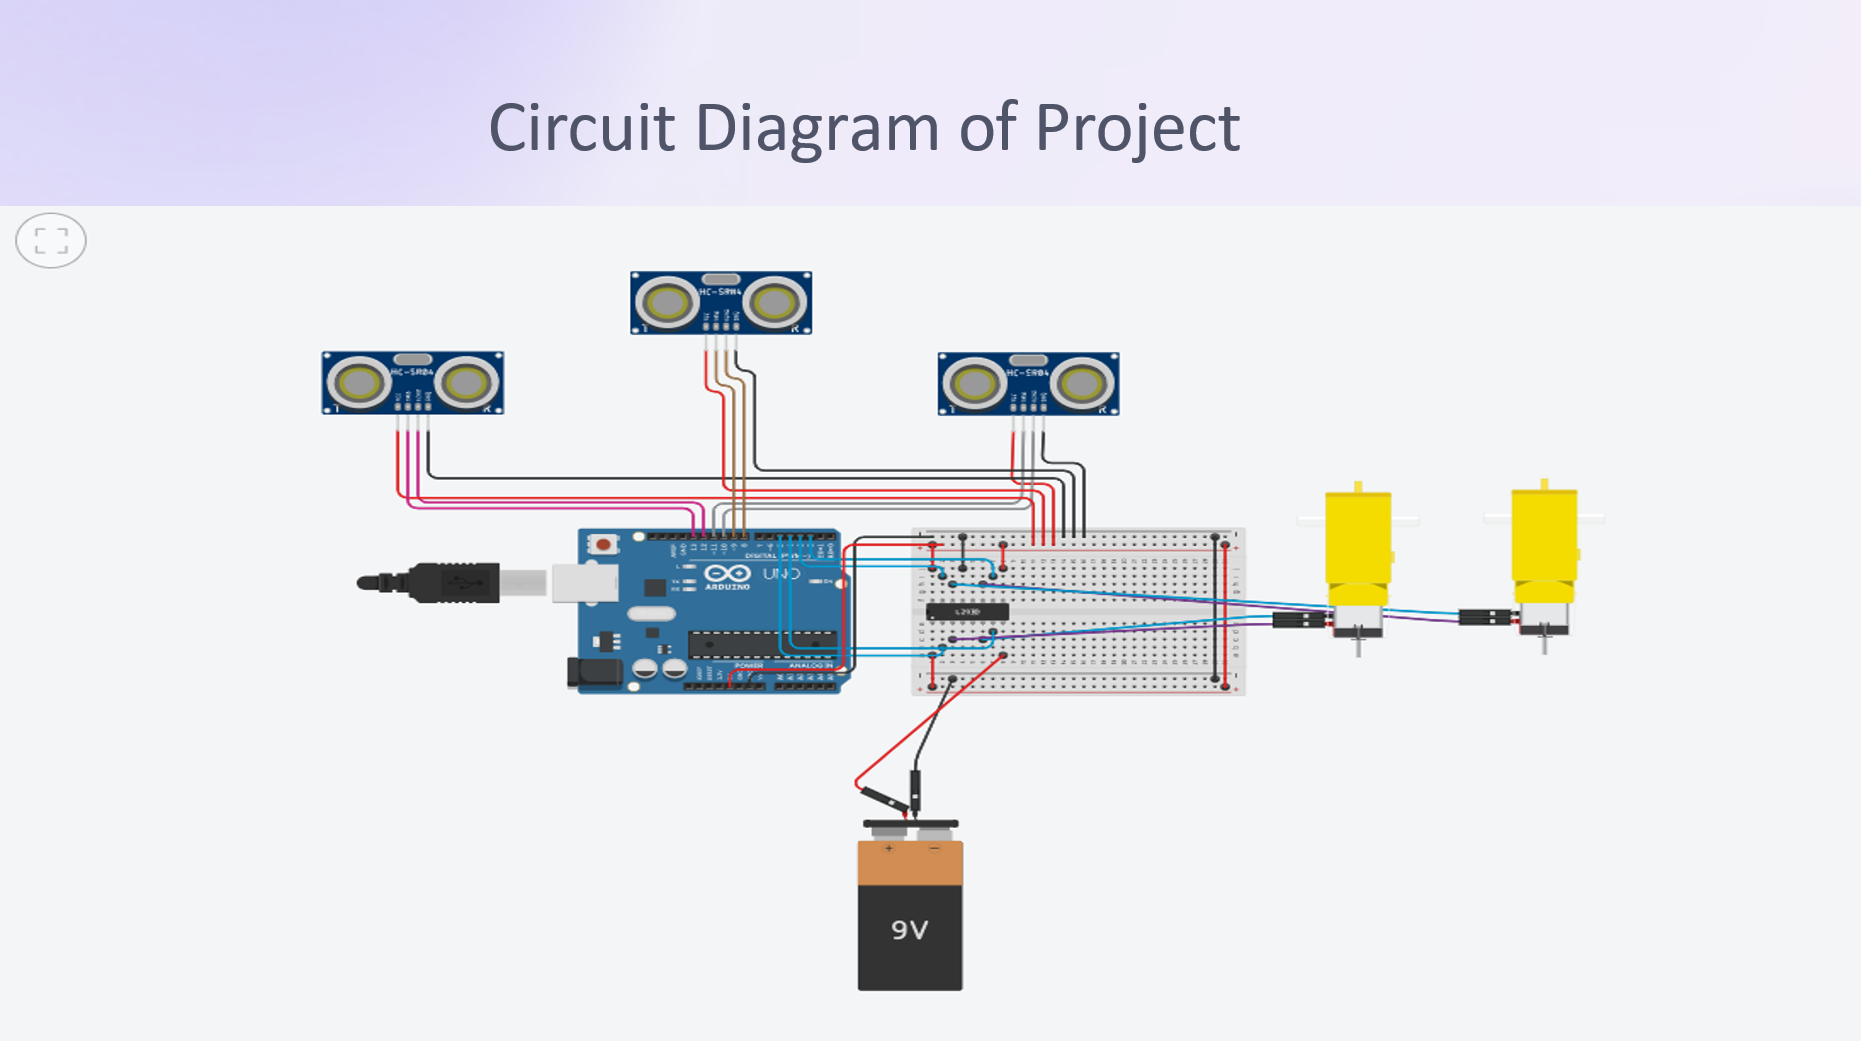 Circuit Diagram of Project
HC-SR04
T
R
HC-SR04
T
R
HC-SR04
T
R
DIGITAL
UNO
ARDUINO
L293D
POWER
ANALOG IN
+
−
9V